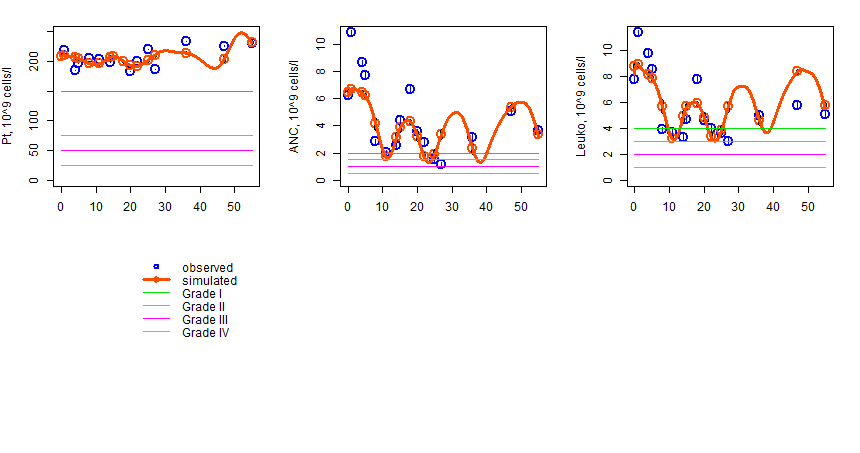 Pt, 10^9 cells/l
0 50 100 200
0 10 20 30 40 50
ANC, 10^9 cells/l
0 2 4 6 8 10
0 10 20 30 40 50
Leuko, 10^9 cells/l
0 2 4 6 8 10
0 10 20 30 40 50
observed
simulated
Grade I
Grade II
Grade III
Grade IV